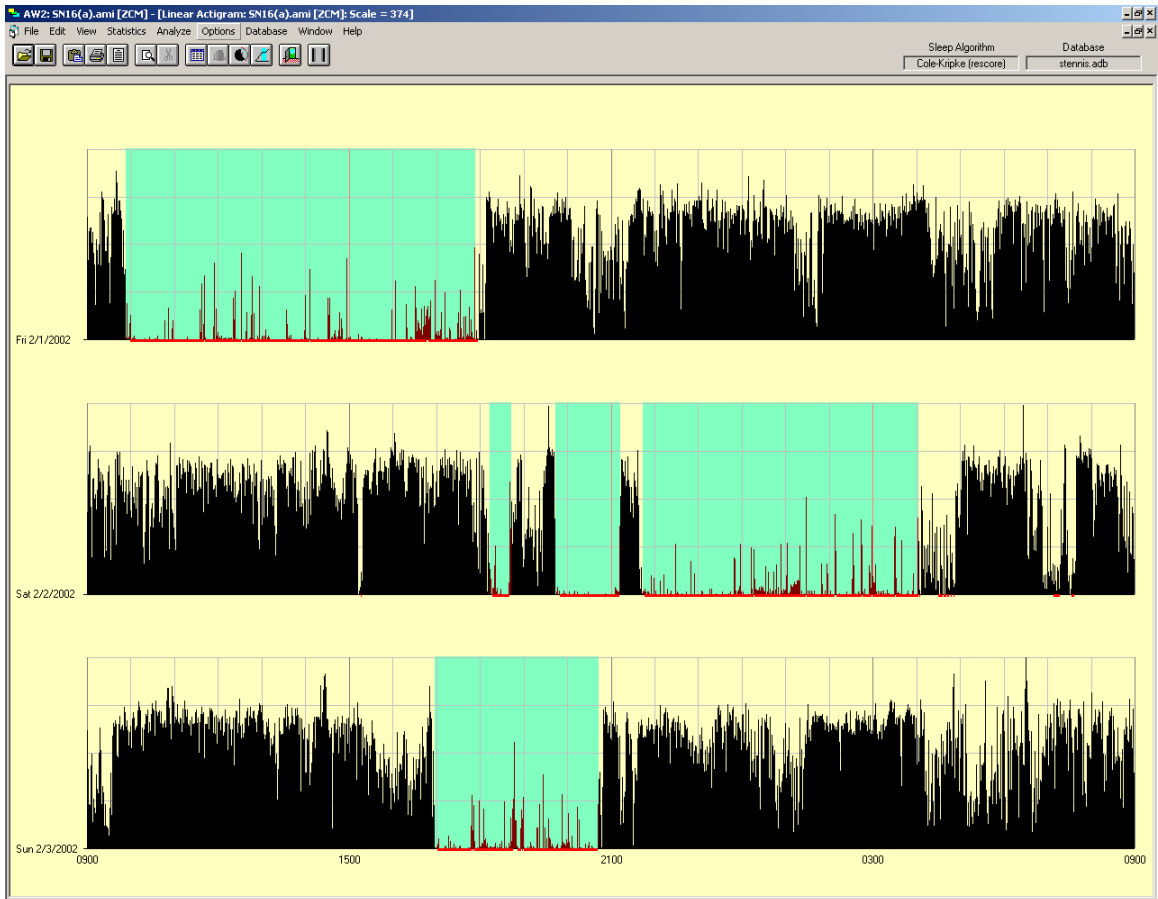 AW2: SN16(a).ami [ZCM] - [Linear Actigram: SN16(a).ami [ZCM]: Scale = 374]
File Edit View Statistics Analyze Options Database Window Help
Sleep Algorithm Database
Cole-Kripke (rescore) stennis.adb
Fri 2/1/2002
Sat 2/2/2002
Sun 2/3/2002
0900 1500 2100 0300 0900